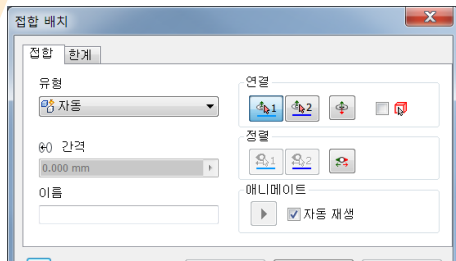 접합 배치
접합 한계
유형
자동
간격
0.000 mm
이름
연결
1 2
정렬
1 2
애니메이트
자동 재생